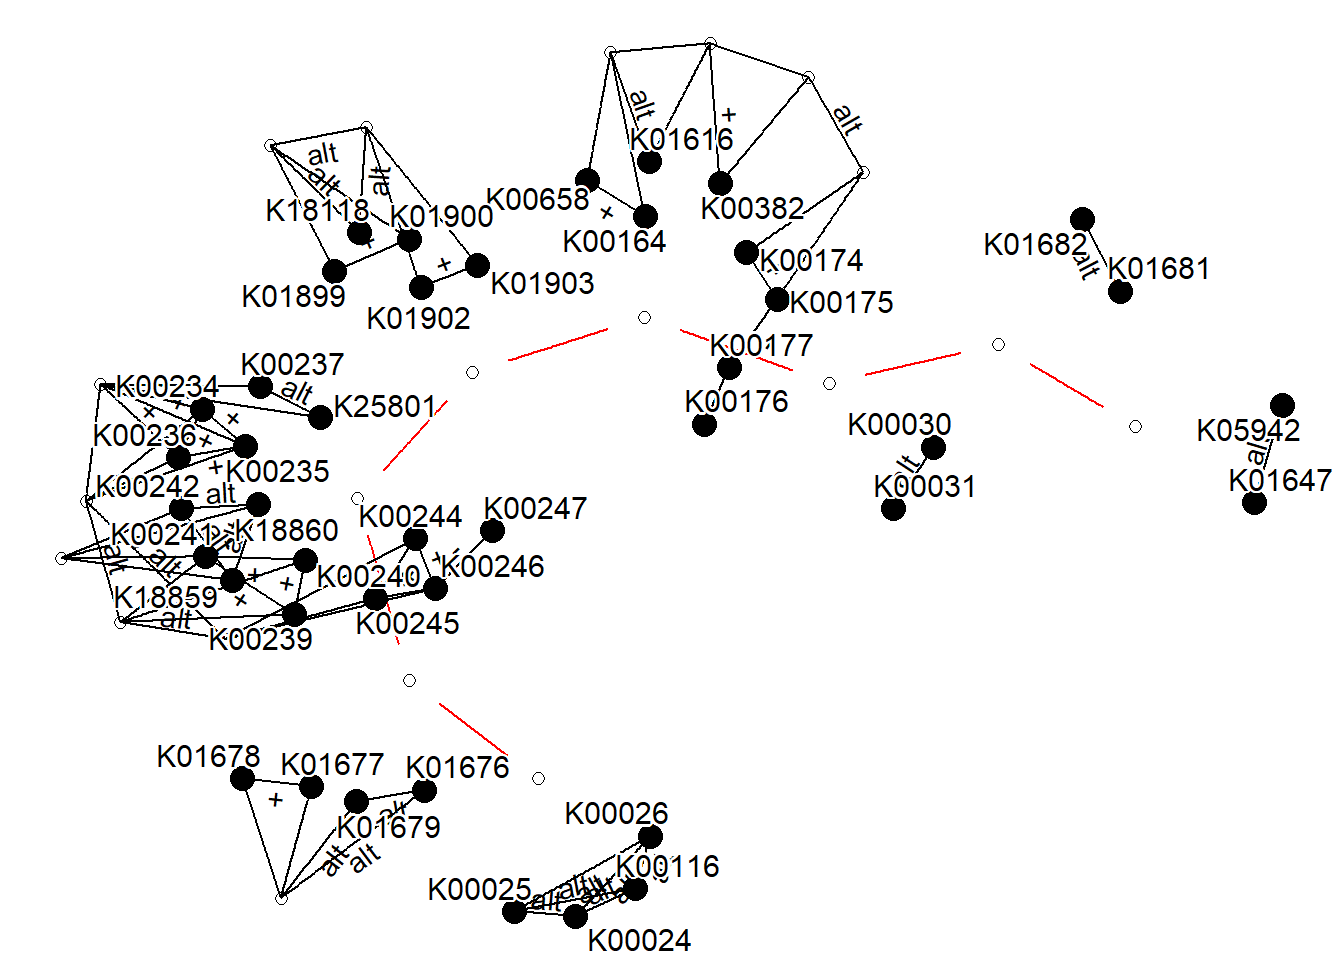 alt
alt
+
K01616
alt
alt
alt
K00658
+
K00382
K18118
K01900
+
K00164
K01682
alt
K01681
+
K00174
K01903
K01899
K01902
K00175
K00177
K00237
alt
K00234
K25801
K00176
+
+
+
K00030
K05942
K00236
+
K00235
alt
K00031
K01647
K00242
alt
K00244
K00247
K00241
K18860
alt
alt
+
+
K00240
K00246
K18859
+
alt
K00245
K00239
K01678
K01677
K01676
+
alt
K01679
alt
alt
K00026
K00116
K00025
alt
alt
K00024